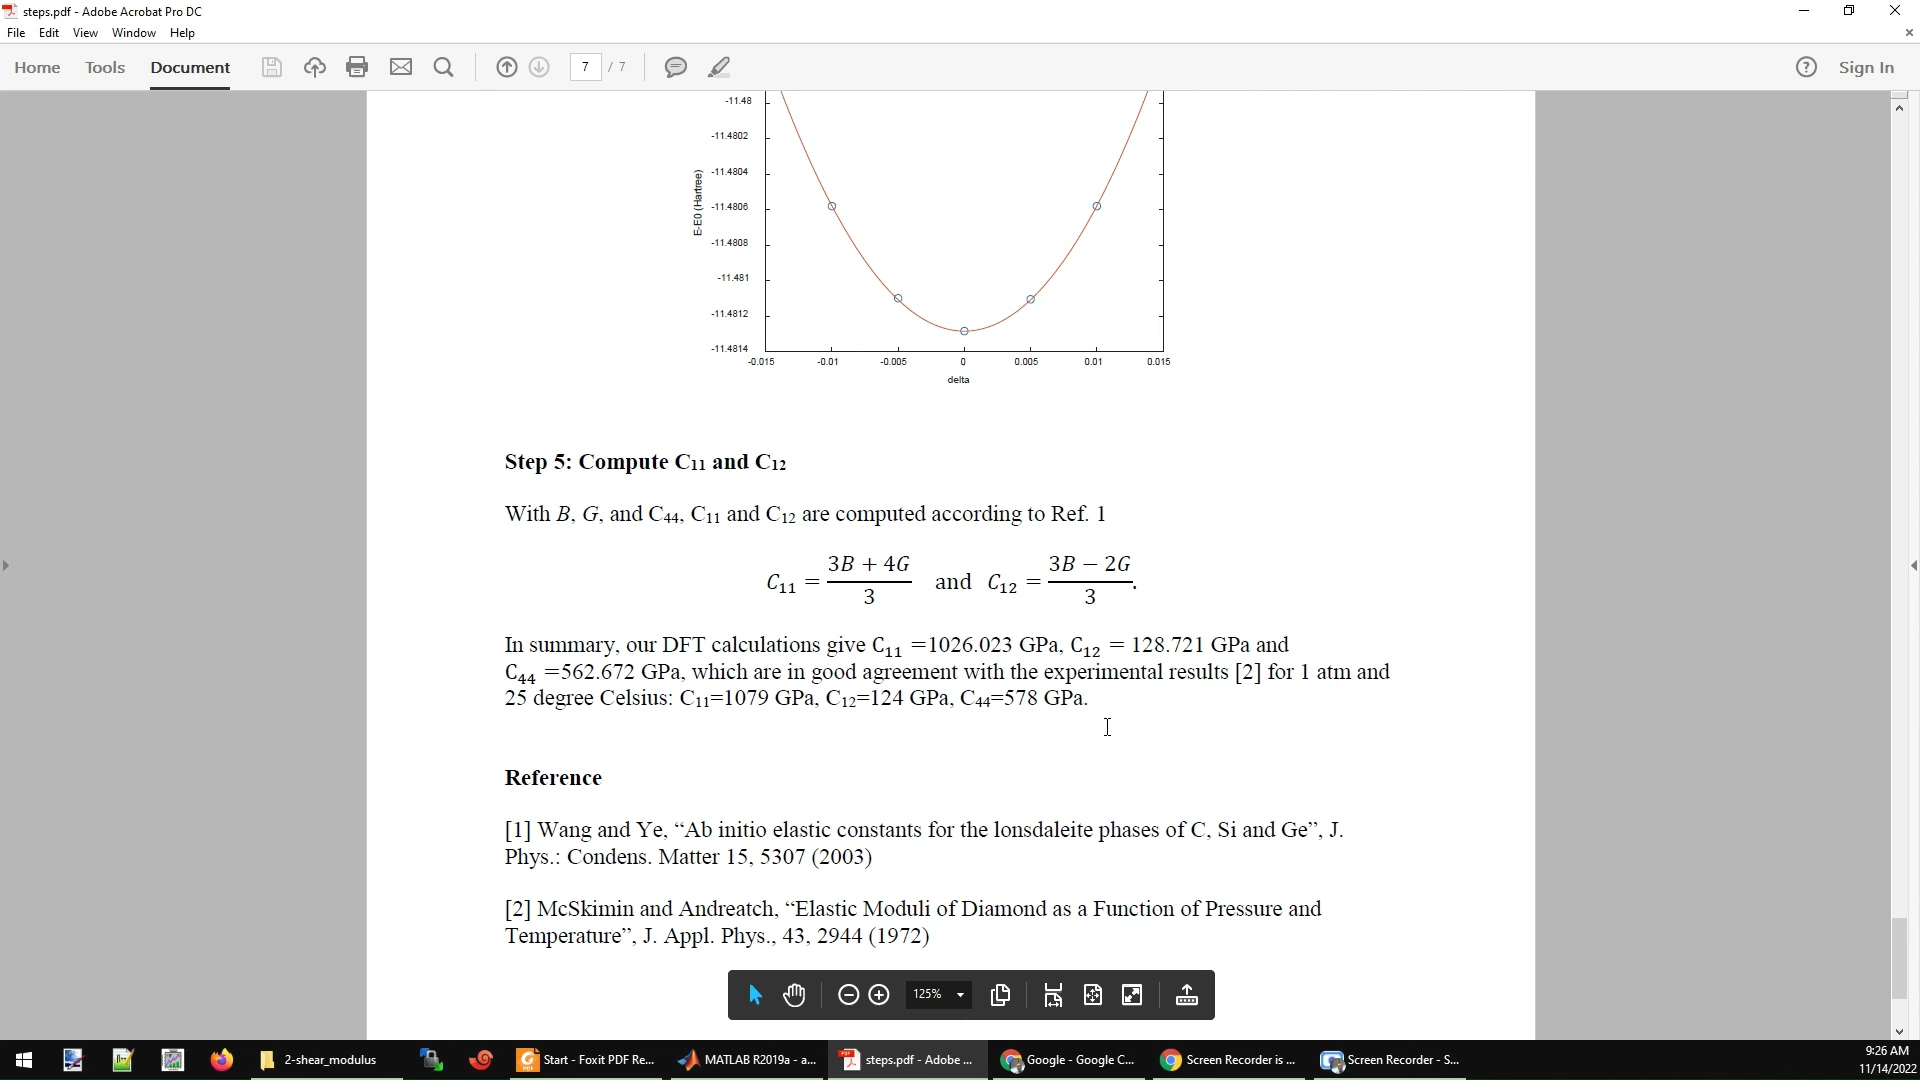 steps.pdf - Adobe Acrobat Pro DC
File Edit View Window Help
Home Tools Document 7 / 7 Sign In
-11.48
-11.4802
-11.4804
-11.4806
-11.4808
-11.481
-11.4812
-11.4814
E-E0 (Hartree)
-0.015 -0.01 -0.005 0 0.005 0.01 0.015
delta
Step 5: Compute C11 and C12
With B, G, and C44, C11 and C12 are computed according to Ref. 1
C11 = (3B + 4G)/3 and C12 = (3B − 2G)/3.
In summary, our DFT calculations give C11 =1026.023 GPa, C12 = 128.721 GPa and
C44 =562.672 GPa, which are in good agreement with the experimental results [2] for 1 atm and
25 degree Celsius: C11=1079 GPa, C12=124 GPa, C44=578 GPa.
Reference
[1] Wang and Ye, “Ab initio elastic constants for the lonsdaleite phases of C, Si and Ge”, J.
Phys.: Condens. Matter 15, 5307 (2003)
[2] McSkimin and Andreatch, “Elastic Moduli of Diamond as a Function of Pressure and
Temperature”, J. Appl. Phys., 43, 2944 (1972)
125%
2-shear_modulus Start - Foxit PDF Re... MATLAB R2019a - a... steps.pdf - Adobe ... Google - Google C... Screen Recorder is ... Screen Recorder - S... 9:26 AM
11/14/2022